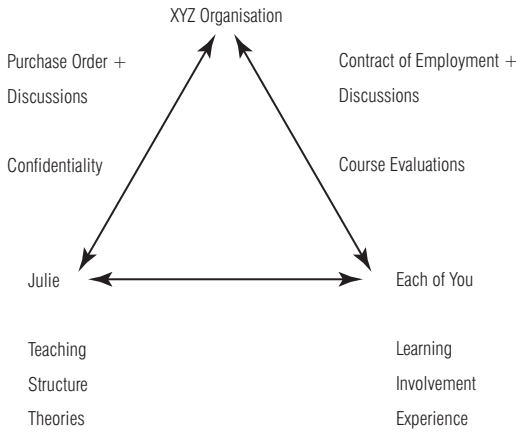 XYZ Organisation
Purchase Order +
Discussions
Confidentiality
Contract of Employment +
Discussions
Course Evaluations
Julie
Each of You
Teaching
Structure
Theories
Learning
Involvement
Experience